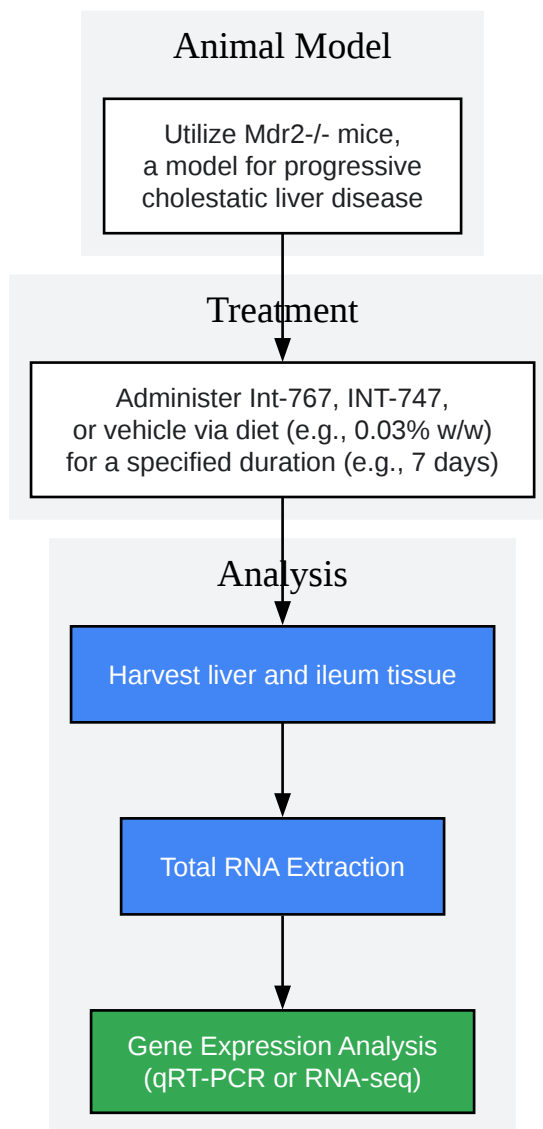 Animal Model
Utilize Mdr2-/- mice,
a model for progressive
cholestatic liver disease
Treatment
Administer Int-767, INT-747,
or vehicle via diet (e.g., 0.03% w/w)
for a specified duration (e.g., 7 days)
Analysis
Harvest liver and ileum tissue
Total RNA Extraction
Gene Expression Analysis
(qRT-PCR or RNA-seq)